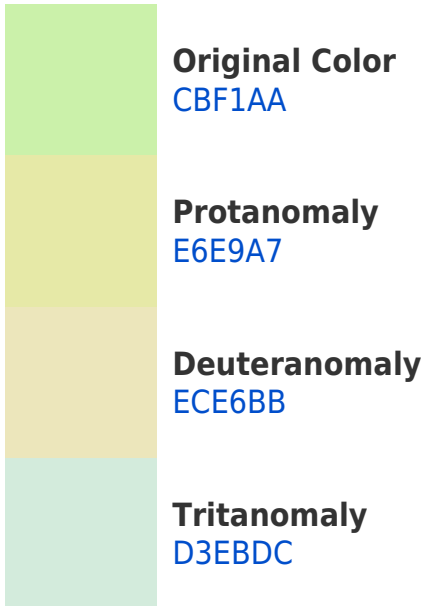 Original Color
CBF1AA
Protanomaly
E6E9A7
Deuteranomaly
ECE6BB
Tritanomaly
D3EBDC